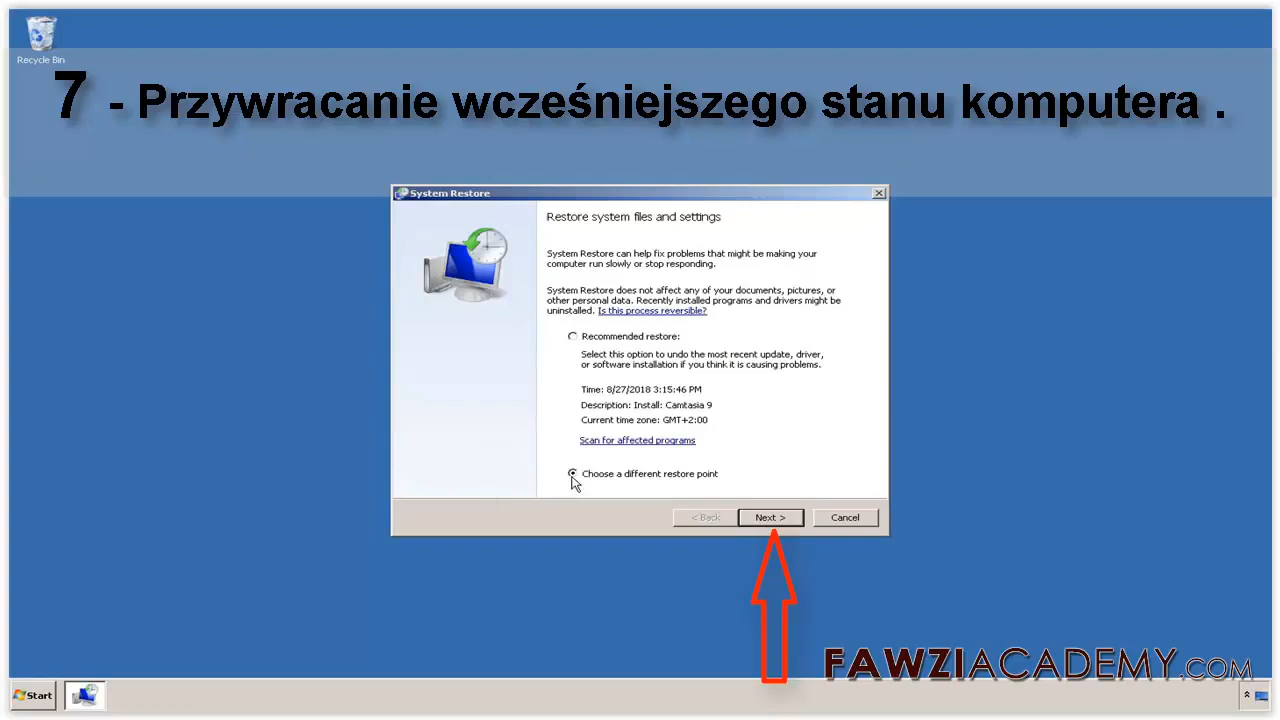 Recycle Bin
7 - Przywracanie wcześniejszego stanu komputera .
System Restore
Restore system files and settings
System Restore can help fix problems that might be making your
computer run slowly or stop responding.
System Restore does not affect any of your documents, pictures, or
other personal data. Recently installed programs and drivers might be
uninstalled. Is this process reversible?
Recommended restore:
Select this option to undo the most recent update, driver,
or software installation if you think it is causing problems.
Time: 8/27/2018 3:15:46 PM
Description: Install: Camtasia 9
Current time zone: GMT+2:00
Scan for affected programs
Choose a different restore point
< Back Next > Cancel
FAWZIACADEMY.COM
Start